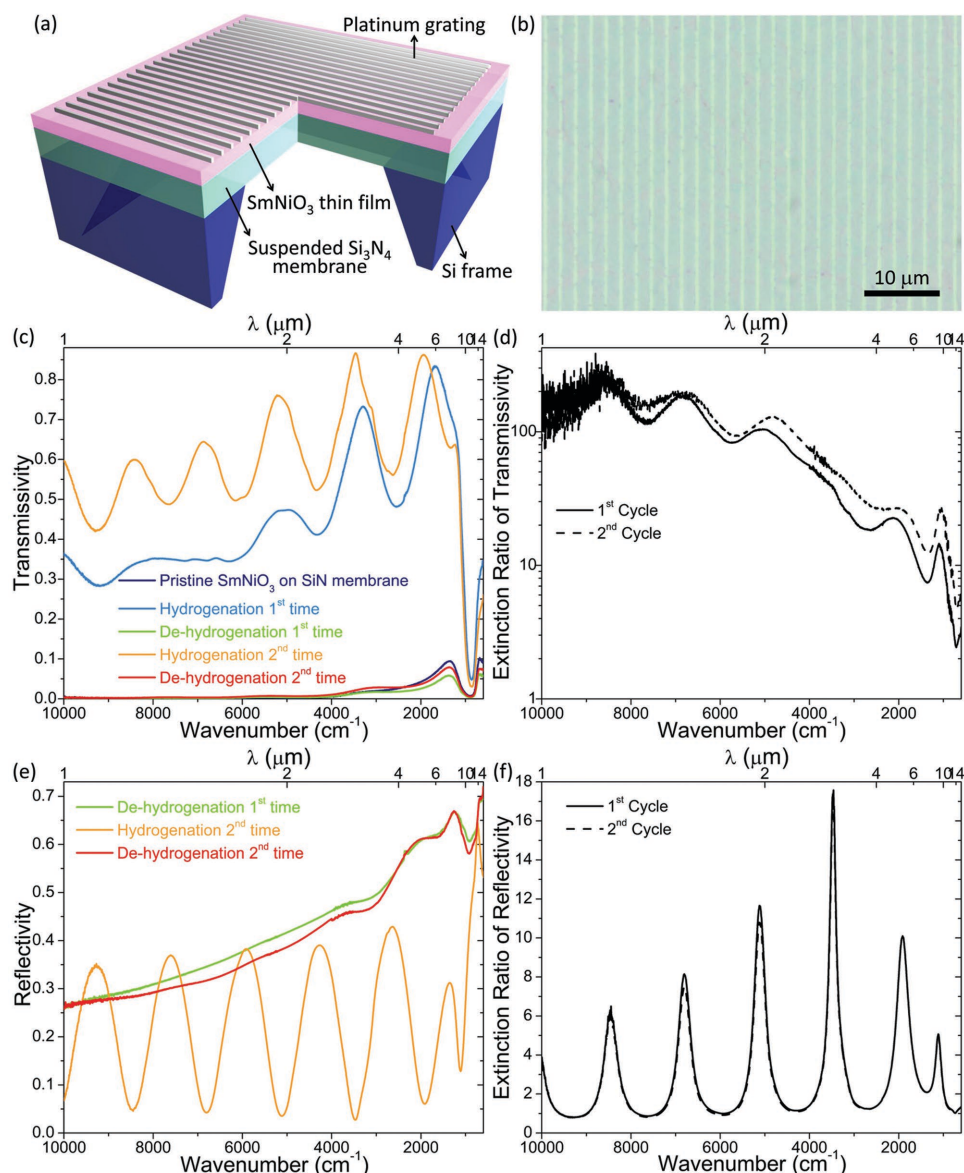 (a)
Platinum grating
SmNiO₃ thin film
Suspended Si₃N₄
membrane
Si frame
(b)
10 μm
(c)
λ (μm)
1 2 4 6 10 14
Transmissivity
0.8
0.7
0.6
0.5
0.4
0.3
0.2
0.1
0.0
Pristine SmNiO₃ on SiN membrane
Hydrogenation 1ˢᵗ time
De-hydrogenation 1ˢᵗ time
Hydrogenation 2ⁿᵈ time
De-hydrogenation 2ⁿᵈ time
10000 8000 6000 4000 2000
Wavenumber (cm⁻¹)
(d)
λ (μm)
1 2 4 6 10 14
Extinction Ratio of Transmissivity
100
10
1
1ˢᵗ Cycle
2ⁿᵈ Cycle
10000 8000 6000 4000 2000
Wavenumber (cm⁻¹)
(e)
λ (μm)
1 2 4 6 10 14
Reflectivity
0.7
0.6
0.5
0.4
0.3
0.2
0.1
0.0
De-hydrogenation 1ˢᵗ time
Hydrogenation 2ⁿᵈ time
De-hydrogenation 2ⁿᵈ time
10000 8000 6000 4000 2000
Wavenumber (cm⁻¹)
(f)
λ (μm)
1 2 4 6 10 14
Extinction Ratio of Reflectivity
18
16
14
12
10
8
6
4
2
0
1ˢᵗ Cycle
2ⁿᵈ Cycle
10000 8000 6000 4000 2000
Wavenumber (cm⁻¹)